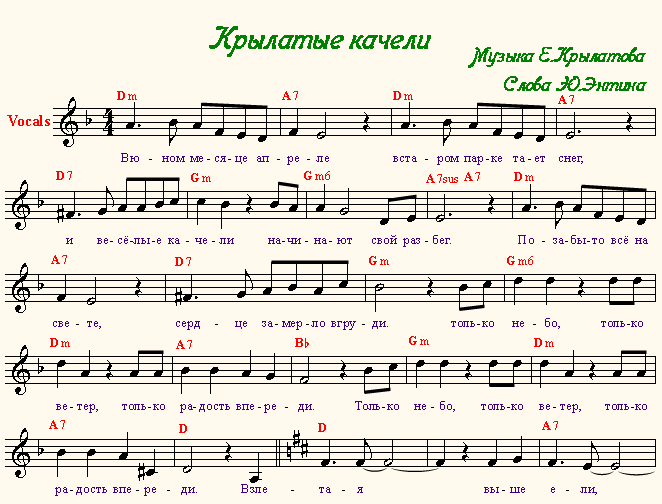 Крылатые качели
Музыка Е.Крылатова
Слова Ю.Энтина
Dm A7 Dm A7
Vocals
4
4
В ю - ном ме-ся-це ап - ре - ле вста - ром пар-ке та-ет снег,
D7 Gm Gm6 A7sus A7 Dm
и ве-сё-лы-е ка-че-ли на-чи-на-ют свой раз-бег. По-за-бы-то всё на
A7 D7 Gm Gm6
све-те, серд - це за-мер-ло вгру-ди. толь-ко не-бо, толь-ко
Dm A7 Bb Gm Dm
ве-тер, толь-ко ра-дость впе-ре-ди. Толь-ко не-бо, толь-ко ве-тер, толь-ко
A7 D D A7
ра-дость впе-ре-ди. Взле - та - я вы - ше е - ли,